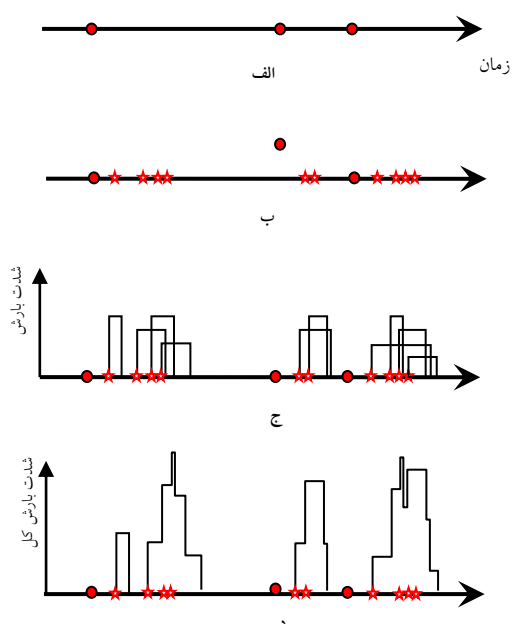 زمان
الف
ب
شدت بارش
ج
شدت بارش کل